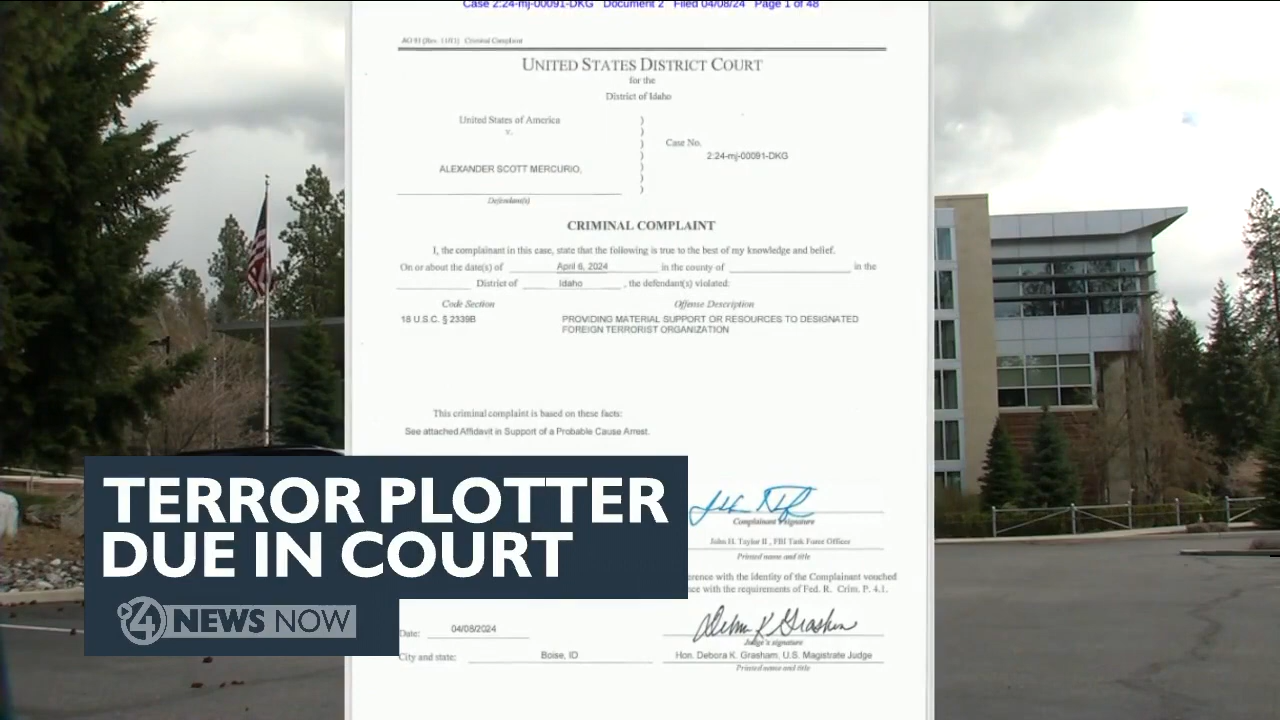 Case 2:24-mj-00091-DKG Document 2 Filed 04/08/24 Page 1 of 48
AO 91 (Rev. 11/11) Criminal Complaint
UNITED STATES DISTRICT COURT
for the
District of Idaho
United States of America
v.
ALEXANDER SCOTT MERCURIO,
Defendant(s)
)
)
)
)
)
)
Case No.
2:24-mj-00091-DKG
CRIMINAL COMPLAINT
I, the complainant in this case, state that the following is true to the best of my knowledge and belief.
On or about the date(s) of April 6, 2024 in the county of in the
District of Idaho , the defendant(s) violated:
Code Section Offense Description
18 U.S.C. § 2339B PROVIDING MATERIAL SUPPORT OR RESOURCES TO DESIGNATED
FOREIGN TERRORIST ORGANIZATION
This criminal complaint is based on these facts:
See attached Affidavit in Support of a Probable Cause Arrest.
TERROR PLOTTER
DUE IN COURT
4 NEWS NOW
Complainant's signature
John H. Taylor II , FBI Task Force Officer
Printed name and title
erence with the identity of the Complainant vouched
nce with the requirements of Fed. R. Crim. P. 4.1.
Date: 04/08/2024
Judge's signature
City and state: Boise, ID Hon. Debora K. Grasham, U.S. Magistrate Judge
Printed name and title